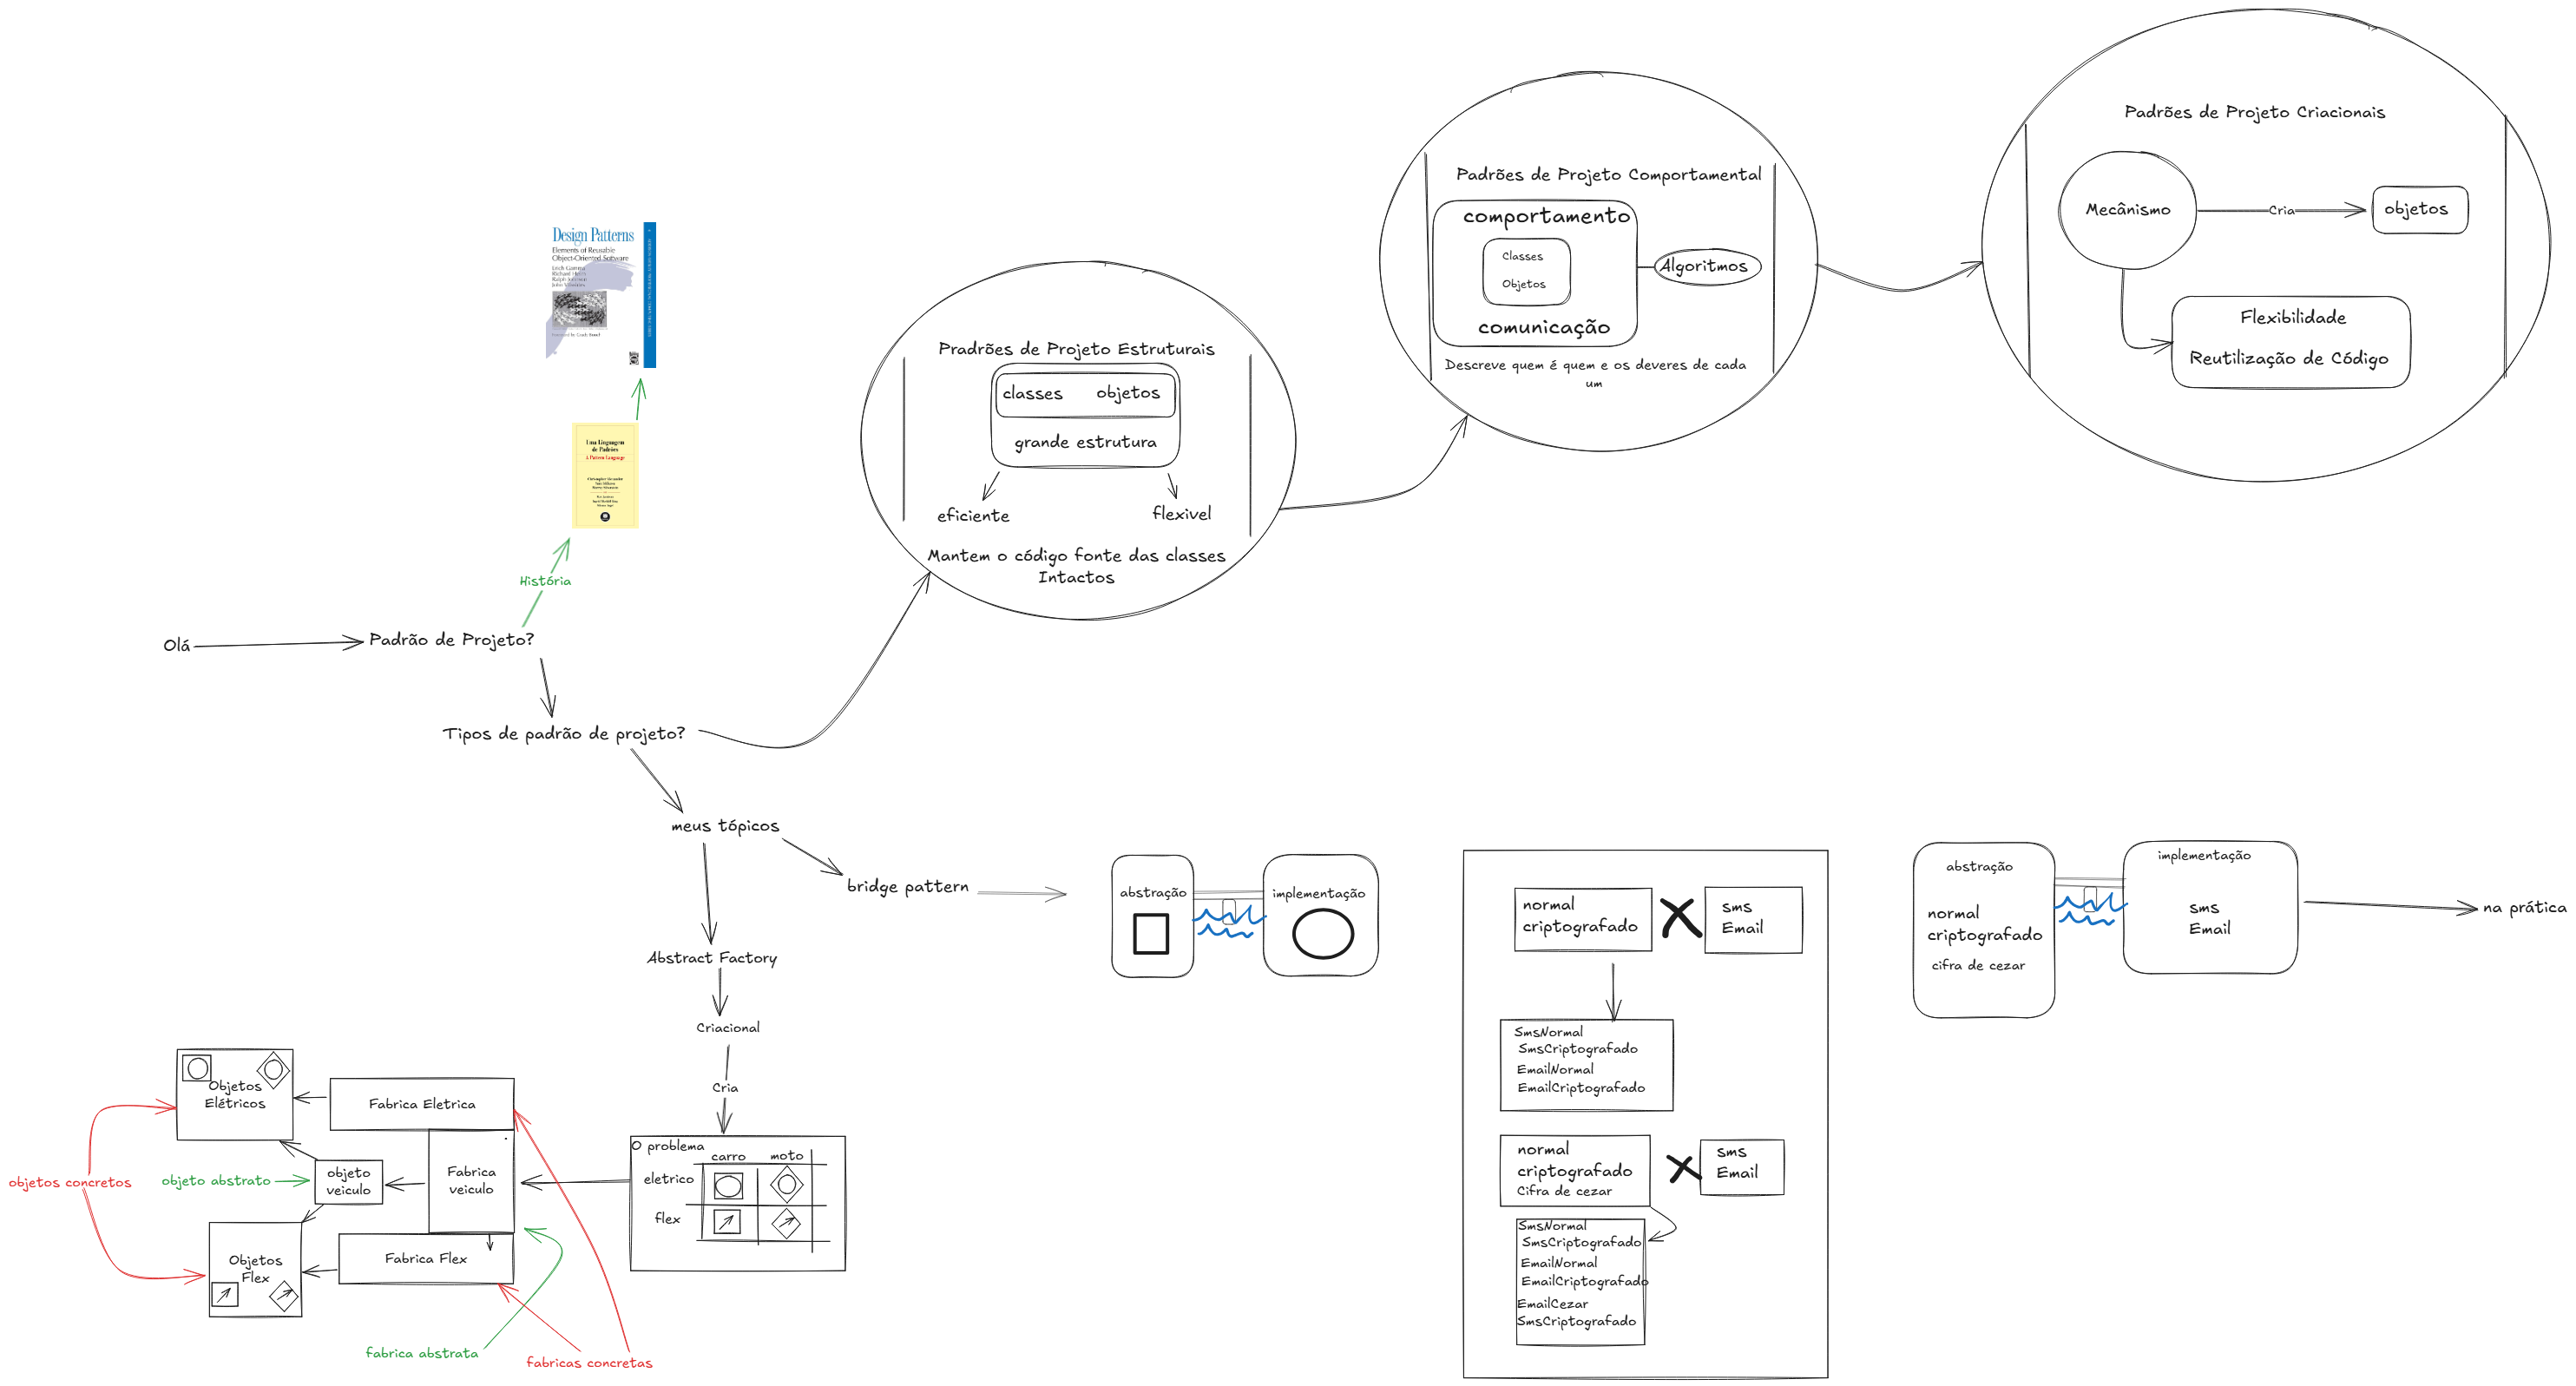 Olá
Padrão de Projeto?
História
Uma Linguagem
de Padrões
A Pattern Language
Christopher Alexander
Design Patterns
Elements of Reusable
Object-Oriented Software
Erich Gamma
Richard Helm
Ralph Johnson
John Vlissides
Tipos de padrão de projeto?
Pradrões de Projeto Estruturais
classes objetos
grande estrutura
eficiente
flexivel
Mantem o código fonte das classes
Intactos
Padrões de Projeto Comportamental
comportamento
Classes
Objetos
comunicação
Algoritmos
Descreve quem é quem e os deveres de cada
um
Padrões de Projeto Criacionais
Mecânismo
Cria
objetos
Flexibilidade
Reutilização de Código
meus tópicos
bridge pattern
abstração
implementação
normal
criptografado
sms
Email
SmsNormal
SmsCriptografado
EmailNormal
EmailCriptografado
normal
criptografado
Cifra de cezar
sms
Email
SmsNormal
SmsCriptografado
EmailNormal
EmailCriptografado
EmailCezar
SmsCriptografado
abstração
normal
criptografado
cifra de cezar
implementação
sms
Email
na prática
Abstract Factory
Criacional
Cria
O problema
carro moto
eletrico
flex
Fabrica Eletrica
Fabrica
veiculo
Fabrica Flex
objeto
veiculo
Objetos
Elétricos
Objetos
Flex
objetos concretos
objeto abstrato
fabrica abstrata
fabricas concretas